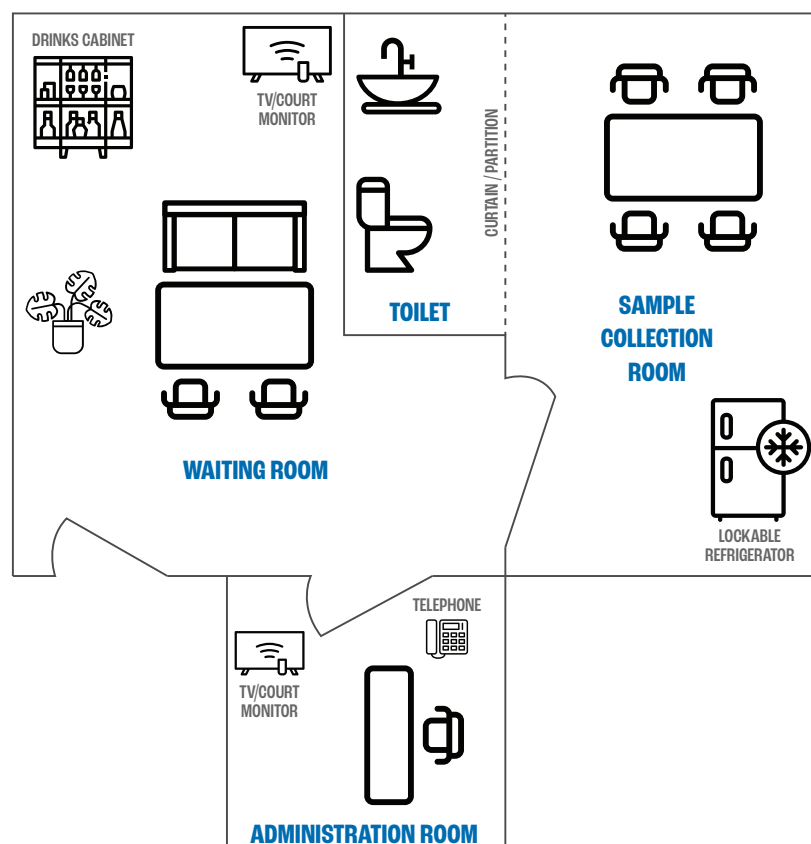 DRINKS CABINET
TV/COURT
MONITOR
CURTAIN / PARTITION
TOILET
SAMPLE
COLLECTION
ROOM
WAITING ROOM
LOCKABLE
REFRIGERATOR
TELEPHONE
TV/COURT
MONITOR
ADMINISTRATION ROOM